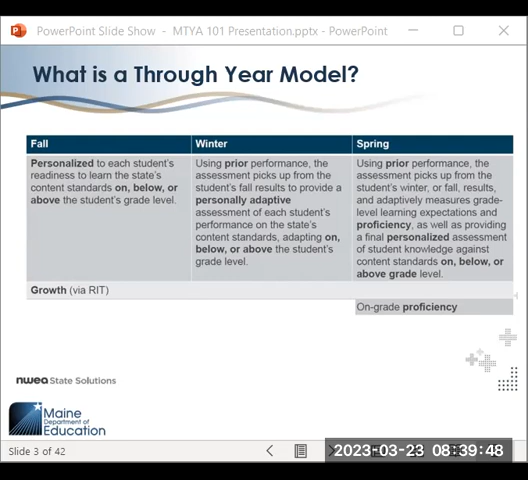 PowerPoint Slide Show - MTYA 101 Presentation.pptx - PowerPoint
What is a Through Year Model?
Fall
Personalized to each student's
readiness to learn the state's
content standards on, below, or
above the student's grade level.
Winter
Using prior performance, the
assessment picks up from the
student's fall results to provide a
personally adaptive
assessment of each student's
performance on the state's
content standards, adapting on,
below, or above the student's
grade level.
Spring
Using prior performance, the
assessment picks up from the
student's winter, or fall, results,
and adaptively measures grade-
level learning expectations and
proficiency, as well as providing
a final personalized assessment
of student knowledge against
content standards on, below, or
above grade level.
Growth (via RIT)
On-grade proficiency
nwea State Solutions
Maine
Department of
Education
Slide 3 of 42
2023-03-23 08:39:48